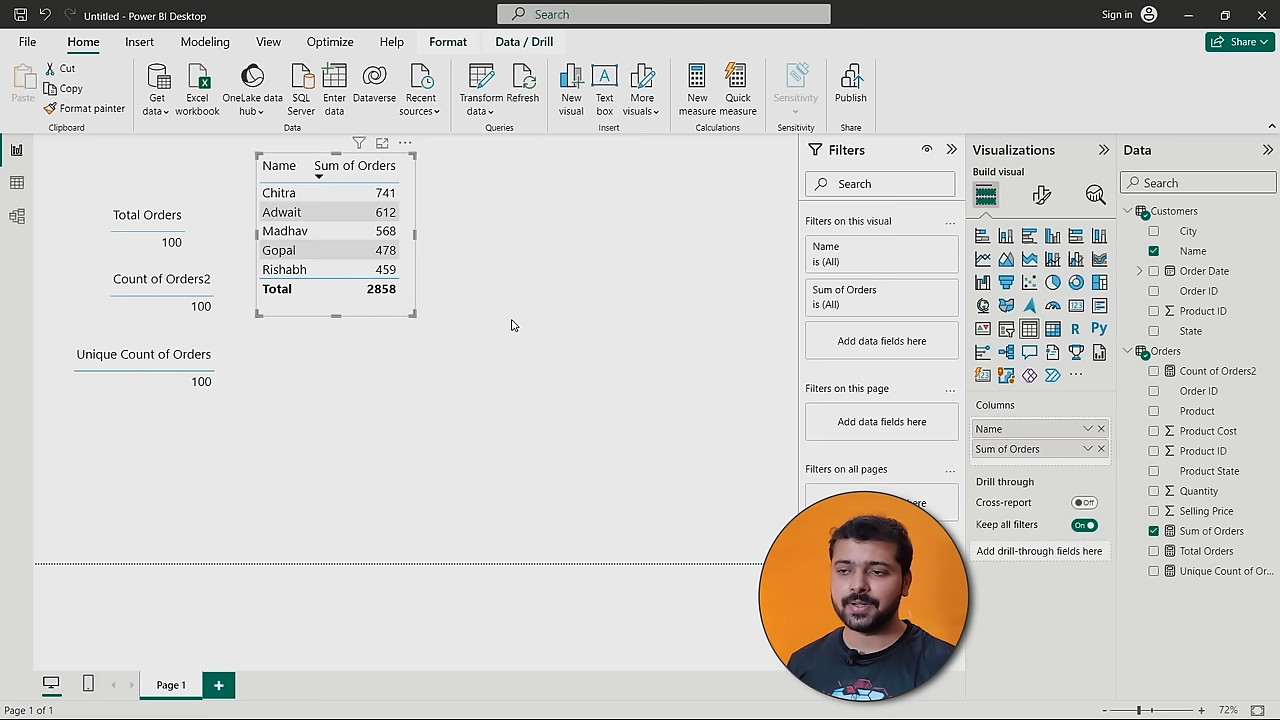 Untitled - Power BI Desktop
Search
Sign in
File
Home
Insert
Modeling
View
Optimize
Help
Format
Data / Drill
Share
Paste
Cut
Copy
Format painter
Clipboard
Get data
Excel workbook
OneLake data hub
SQL Server
Enter data
Dataverse
Recent sources
Data
Transform data
Refresh
Queries
New visual
Text box
More visuals
Insert
New measure
Quick measure
Calculations
Sensitivity
Sensitivity
Publish
Share
Total Orders
100
Count of Orders2
100
Unique Count of Orders
100
Name Sum of Orders
Chitra 741
Adwait 612
Madhav 568
Gopal 478
Rishabh 459
Total 2858
Filters
Search
Filters on this visual
Name
is (All)
Sum of Orders
is (All)
Add data fields here
Filters on this page
Add data fields here
Filters on all pages
here
Visualizations
Build visual
R
Py
123
Columns
Name
Sum of Orders
Drill through
Cross-report
Off
Keep all filters
On
Add drill-through fields here
Data
Search
Customers
City
Name
Order Date
Order ID
Product ID
State
Orders
Count of Orders2
Order ID
Product
Product Cost
Product ID
Product State
Quantity
Selling Price
Sum of Orders
Total Orders
Unique Count of Or...
Page 1
Page 1 of 1
72%